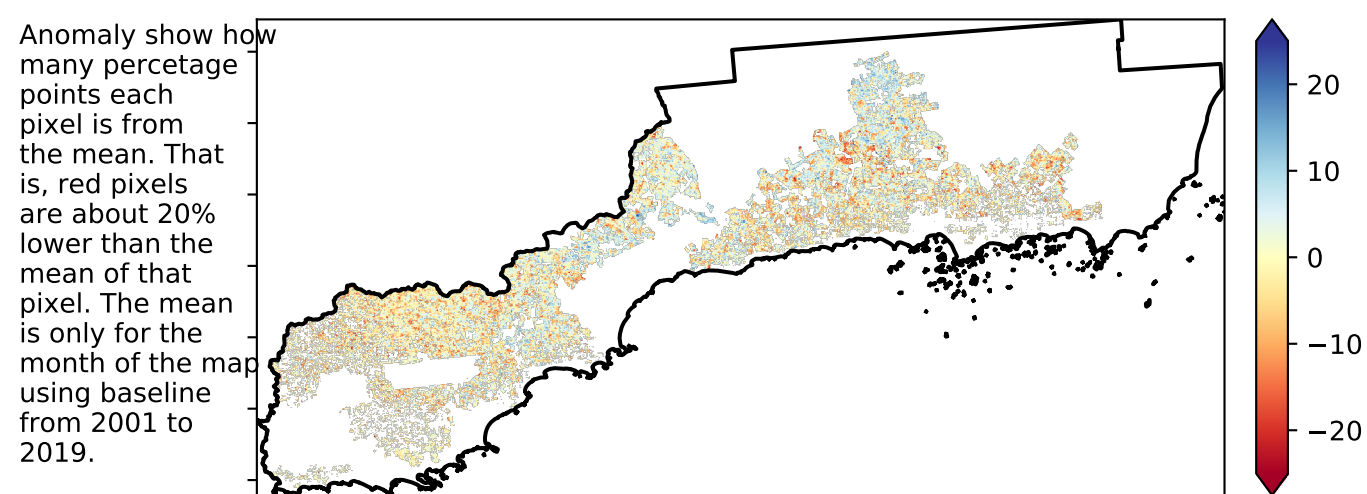 Anomaly show how
many percetage
points each
pixel is from
the mean. That
is, red pixels
are about 20%
lower than the
mean of that
pixel. The mean
is only for the
month of the map
using baseline
from 2001 to
2019.
20
10
0
−10
−20